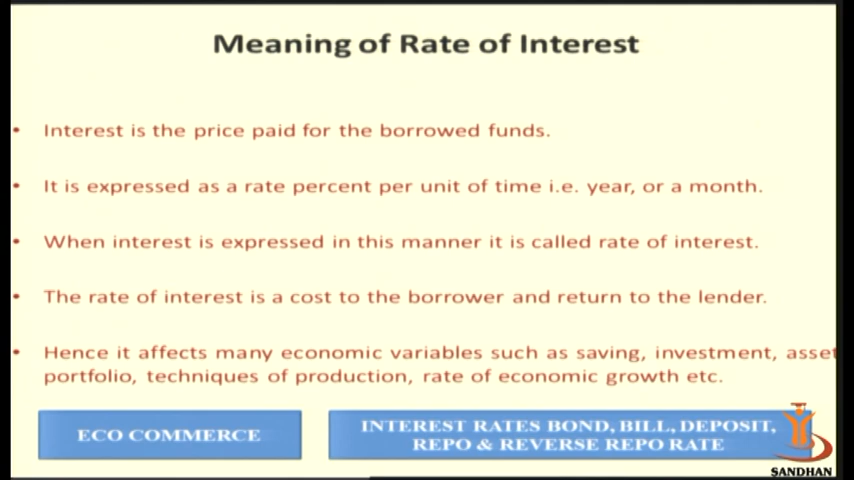 Meaning of Rate of Interest
• Interest is the price paid for the borrowed funds.
• It is expressed as a rate percent per unit of time i.e. year, or a month.
• When interest is expressed in this manner it is called rate of interest.
• The rate of interest is a cost to the borrower and return to the lender.
• Hence it affects many economic variables such as saving, investment, asset
portfolio, techniques of production, rate of economic growth etc.
ECO COMMERCE
INTEREST RATES BOND, BILL, DEPOSIT,
REPO & REVERSE REPO RATE
SANDHAN